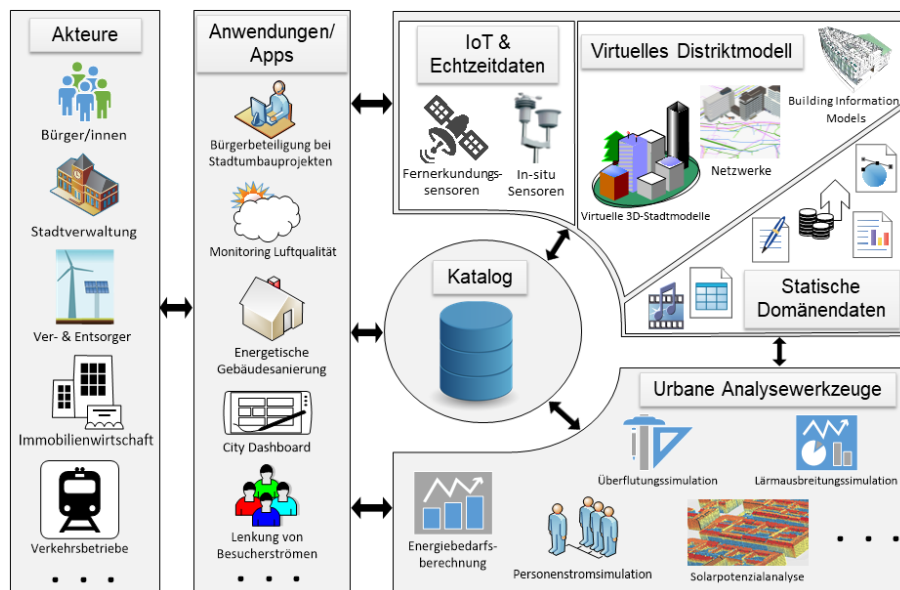 Akteure
Bürger/innen
Stadtverwaltung
Ver- & Entsorger
Immobilienwirtschaft
Verkehrsbetriebe
. . .
Anwendungen/
Apps
Bürgerbeteiligung bei
Stadtumbauprojekten
Monitoring Luftqualität
Energetische
Gebäudesanierung
City Dashboard
Lenkung von
Besucherströmen
. . .
IoT &
Echtzeitdaten
Fernerkundungs-
sensoren
In-situ
Sensoren
Virtuelles Distriktmodell
Virtuelle 3D-Stadtmodelle
Netzwerke
Building Information
Models
Statische
Domänendaten
Katalog
Urbane Analysewerkzeuge
Überflutungssimulation
Lärmausbreitungssimulation
Energiebedarfs-
berechnung
Personenstromsimulation
Solarpotenzialanalyse
. . .